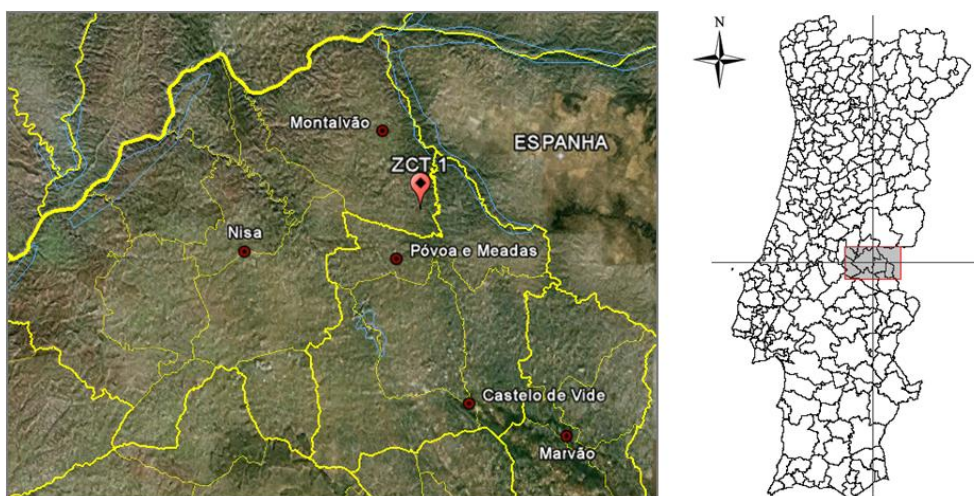 N
Montalvão
ESPANHA
ZCT 1
Nisa
Póvoa e Meadas
Castelo de Vide
Marvão